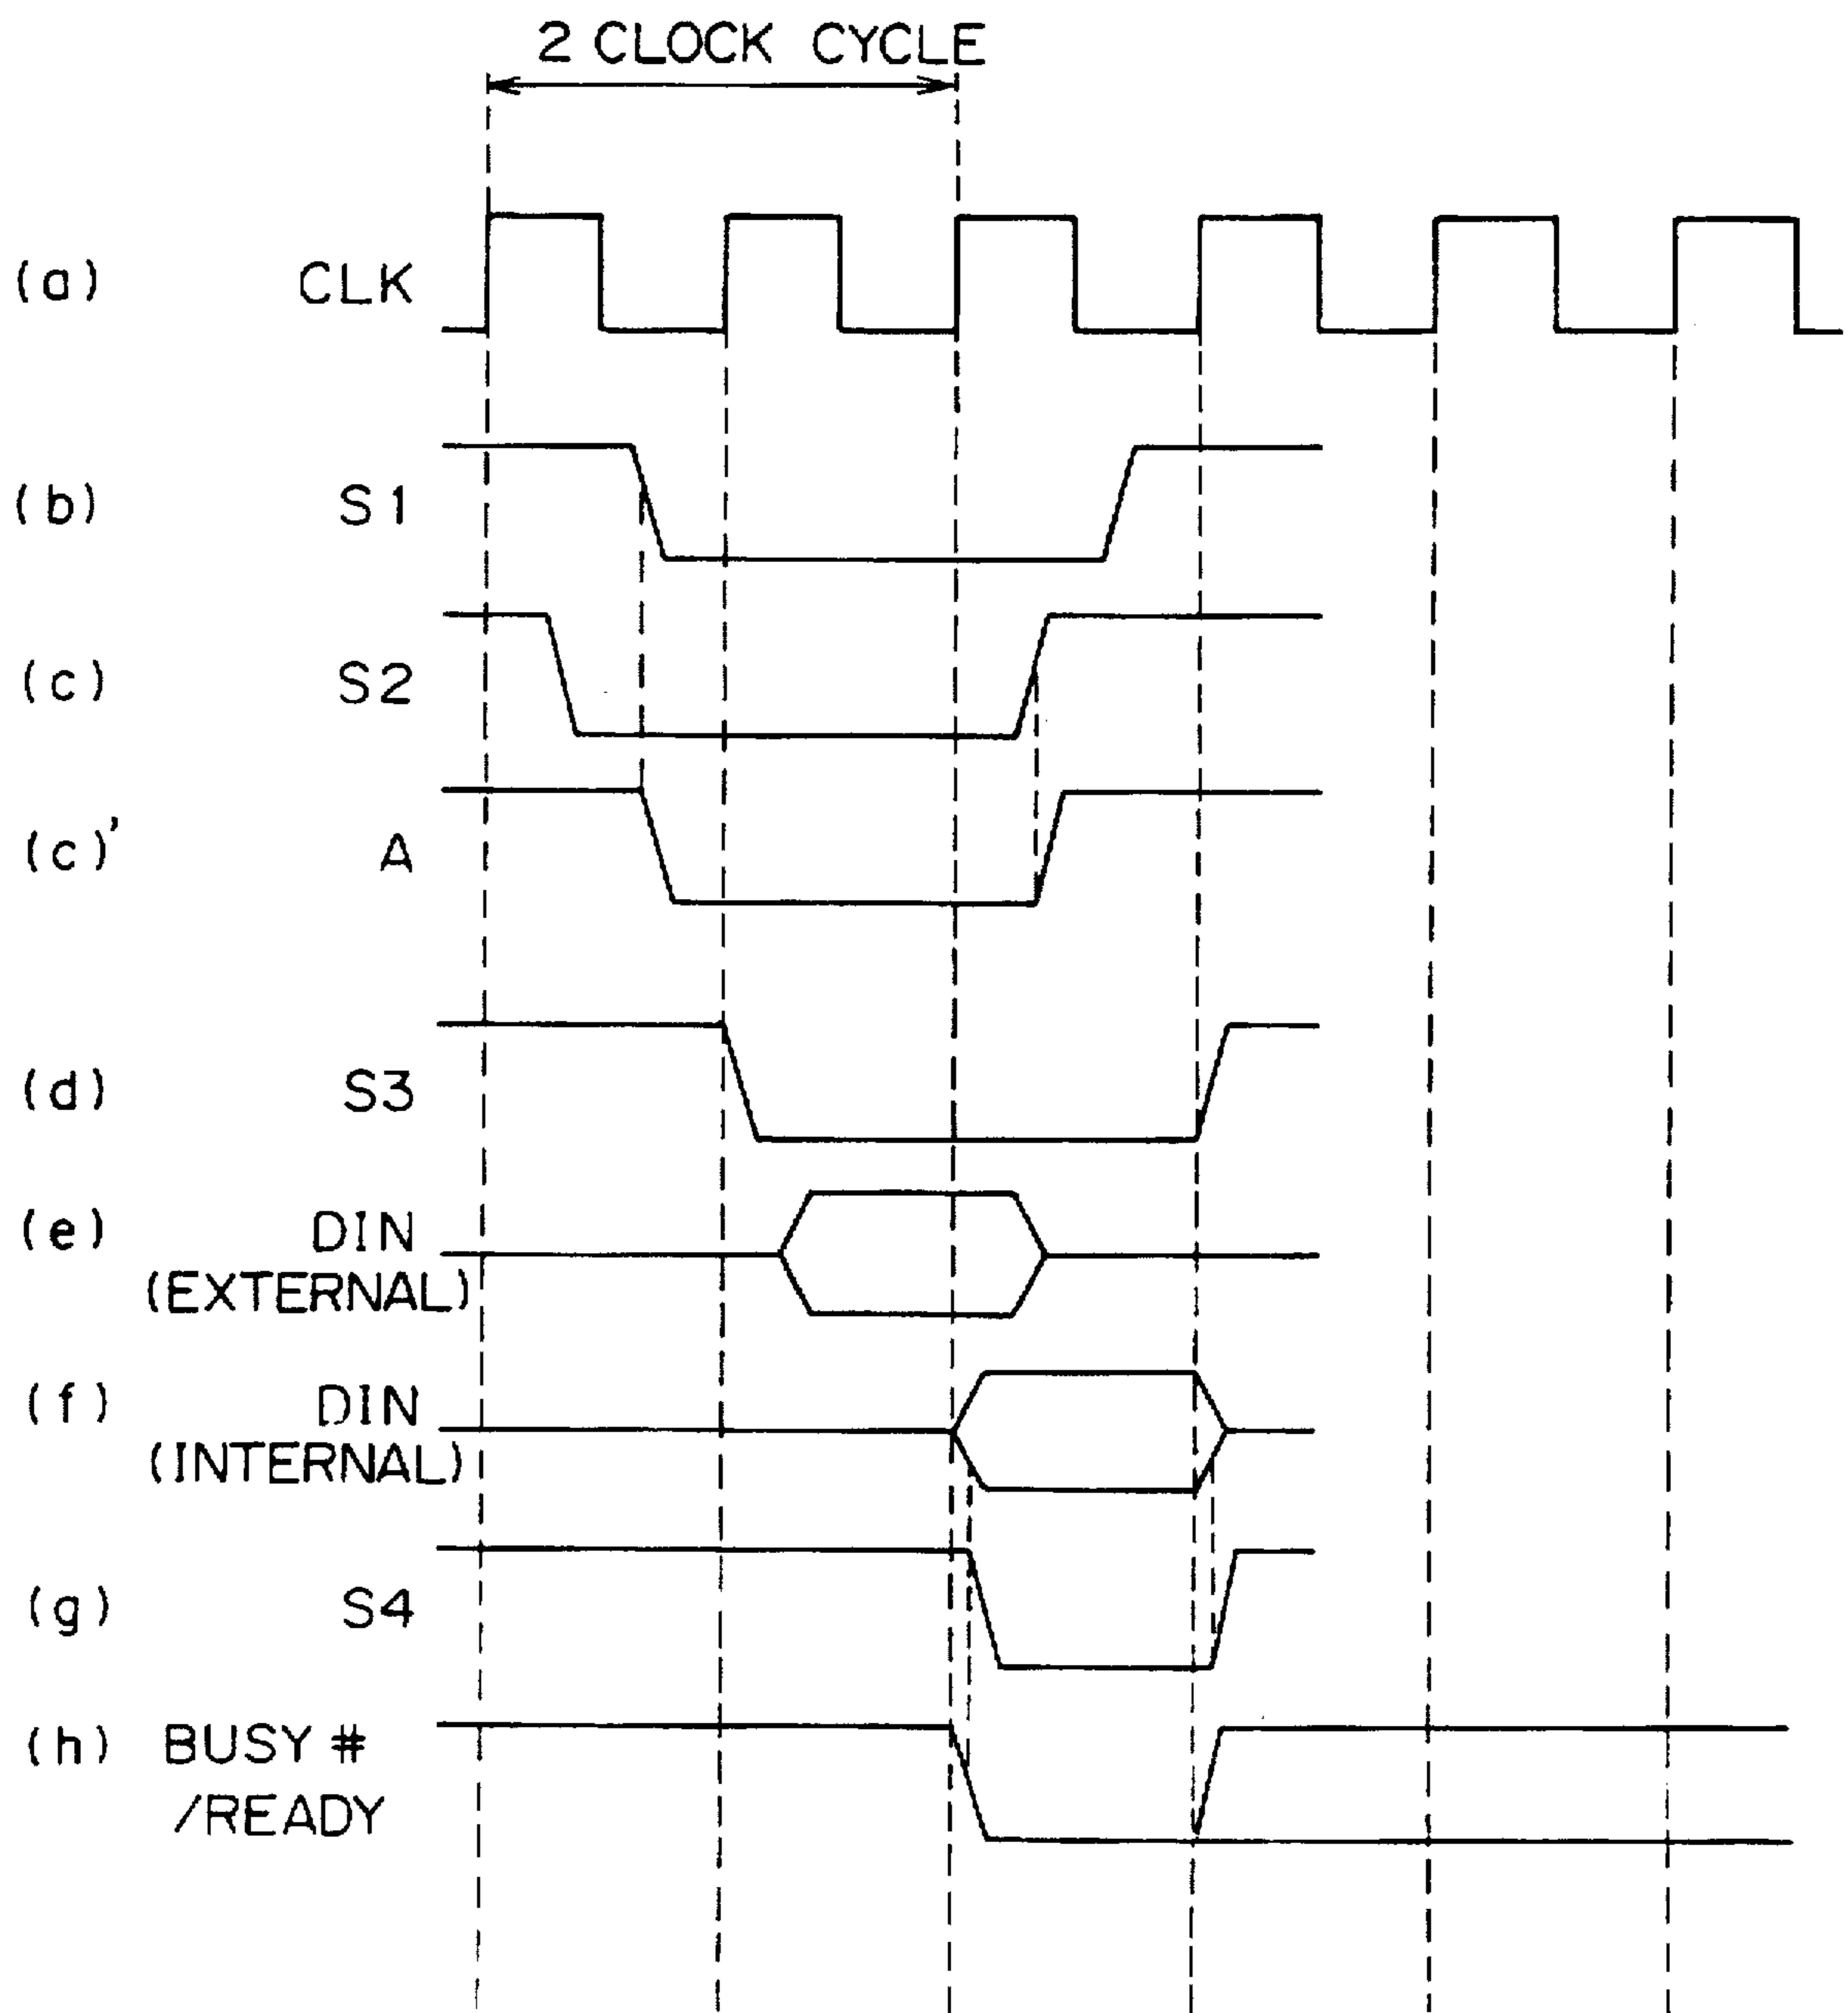 2 CLOCK CYCLE
(a) CLK
(b) S1
(c) S2
(c)' A
(d) S3
(e) DIN
(EXTERNAL)
(f) DIN
(INTERNAL)
(g) S4
(h) BUSY #
/READY